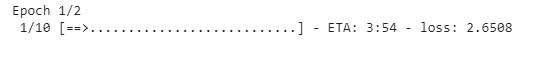 Epoch 1/2
1/10 [==>...........................] - ETA: 3:54 - loss: 2.6508